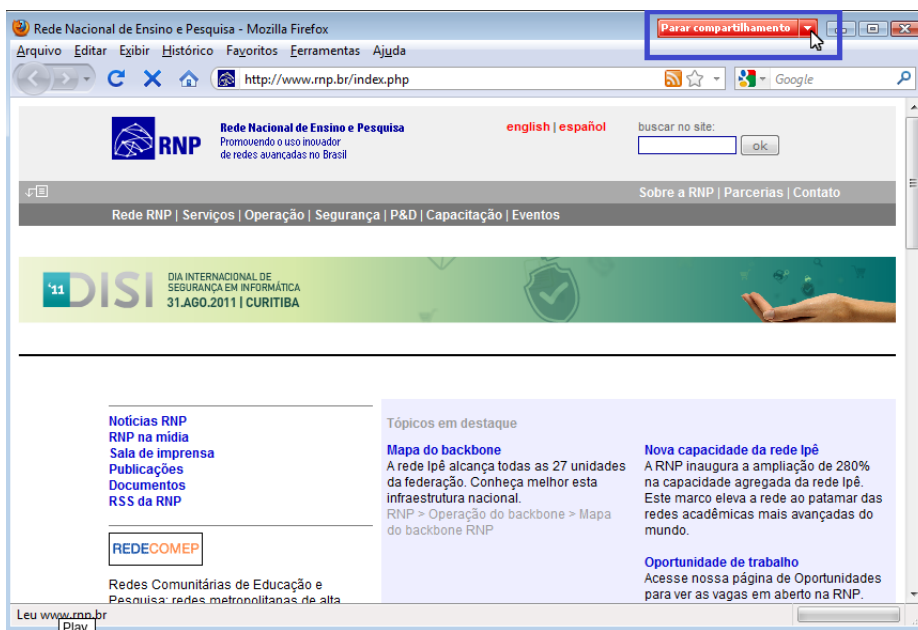 Rede Nacional de Ensino e Pesquisa - Mozilla Firefox
Parar compartilhamento
Arquivo Editar Exibir Histórico Favoritos Ferramentas Ajuda
http://www.rnp.br/index.php
Google
RNP
Rede Nacional de Ensino e Pesquisa
Promovendo o uso inovador
de redes avançadas no Brasil
english | español
buscar no site:
ok
Sobre a RNP | Parcerias | Contato
Rede RNP | Serviços | Operação | Segurança | P&D | Capacitação | Eventos
'11 DISI
DIA INTERNACIONAL DE
SEGURANÇA EM INFORMÁTICA
31.AGO.2011 | CURITIBA
Notícias RNP
RNP na mídia
Sala de imprensa
Publicações
Documentos
RSS da RNP
REDECOMEP
Redes Comunitárias de Educação e
Pesquisa: redes metropolitanas de alta
Tópicos em destaque
Mapa do backbone
A rede Ipê alcança todas as 27 unidades
da federação. Conheça melhor esta
infraestrutura nacional.
RNP > Operação do backbone > Mapa
do backbone RNP
Nova capacidade da rede Ipê
A RNP inaugura a ampliação de 280%
na capacidade agregada da rede Ipê.
Este marco eleva a rede ao patamar das
redes acadêmicas mais avançadas do
mundo.
Oportunidade de trabalho
Acesse nossa página de Oportunidades
para ver as vagas em aberto na RNP.
Leu www.rnp.br
Play